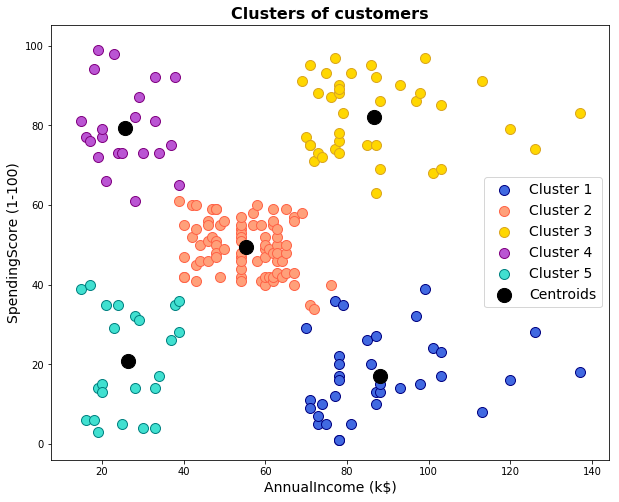 Clusters of customers
SpendingScore (1-100)
100
80
60
40
20
0
Cluster 1
Cluster 2
Cluster 3
Cluster 4
Cluster 5
Centroids
20
40
60
80
100
120
140
AnnualIncome (k$)